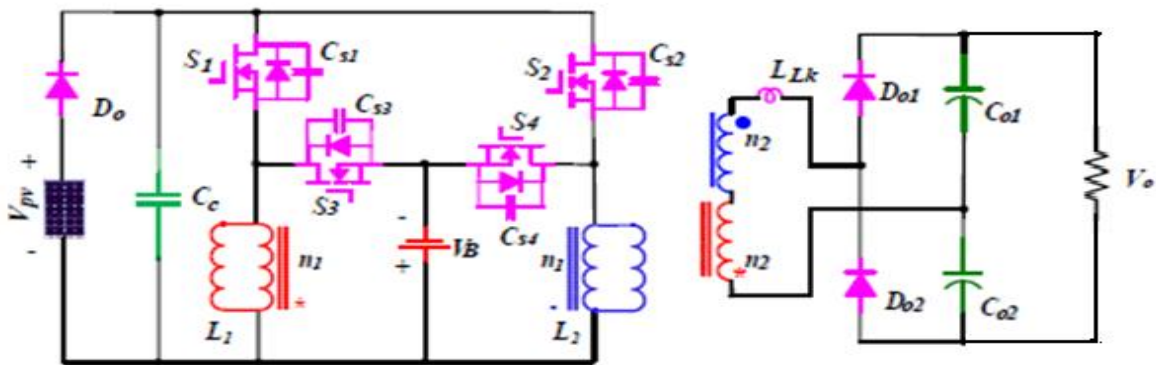 S1
Cs1
S2
Cs2
LLk
Do
Cs3
S4
n2
Do1
Co1
Vpv
+
-
Cc
S3
n1
-
+
VB
Cs4
n1
n2
*
Vo
*
L1
-
L2
Do2
Co2